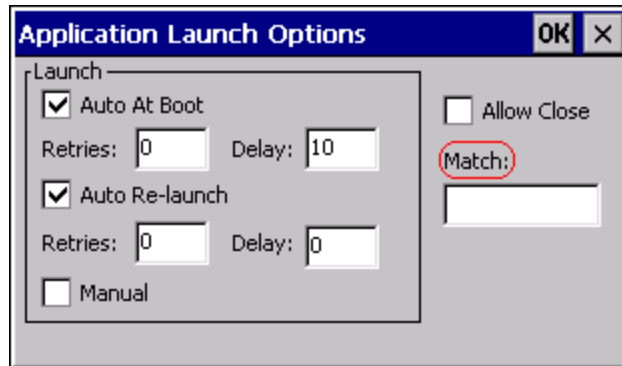 Application Launch Options OK ×
Launch
Auto At Boot
Retries: 0 Delay: 10
Auto Re-launch
Retries: 0 Delay: 0
Manual
Allow Close
Match: